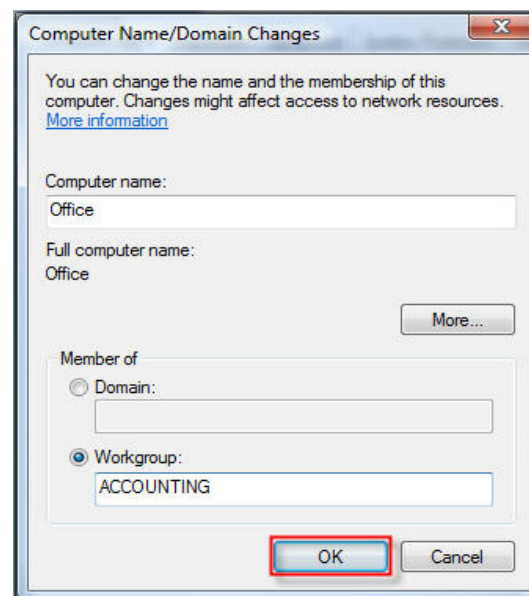 Computer Name/Domain Changes
You can change the name and the membership of this
computer. Changes might affect access to network resources.
More information
Computer name:
Office
Full computer name:
Office
More...
Member of
Domain:
Workgroup:
ACCOUNTING
OK
Cancel